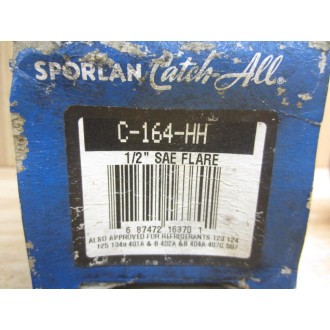 SPORLAN Catch-All®
C-164-HH
1/2" SAE FLARE
6 87472 16370 1
ALSO APPROVED FOR REFRIGERANTS 123 124
125 134a 401A & B 402A & B 404A 407C 507